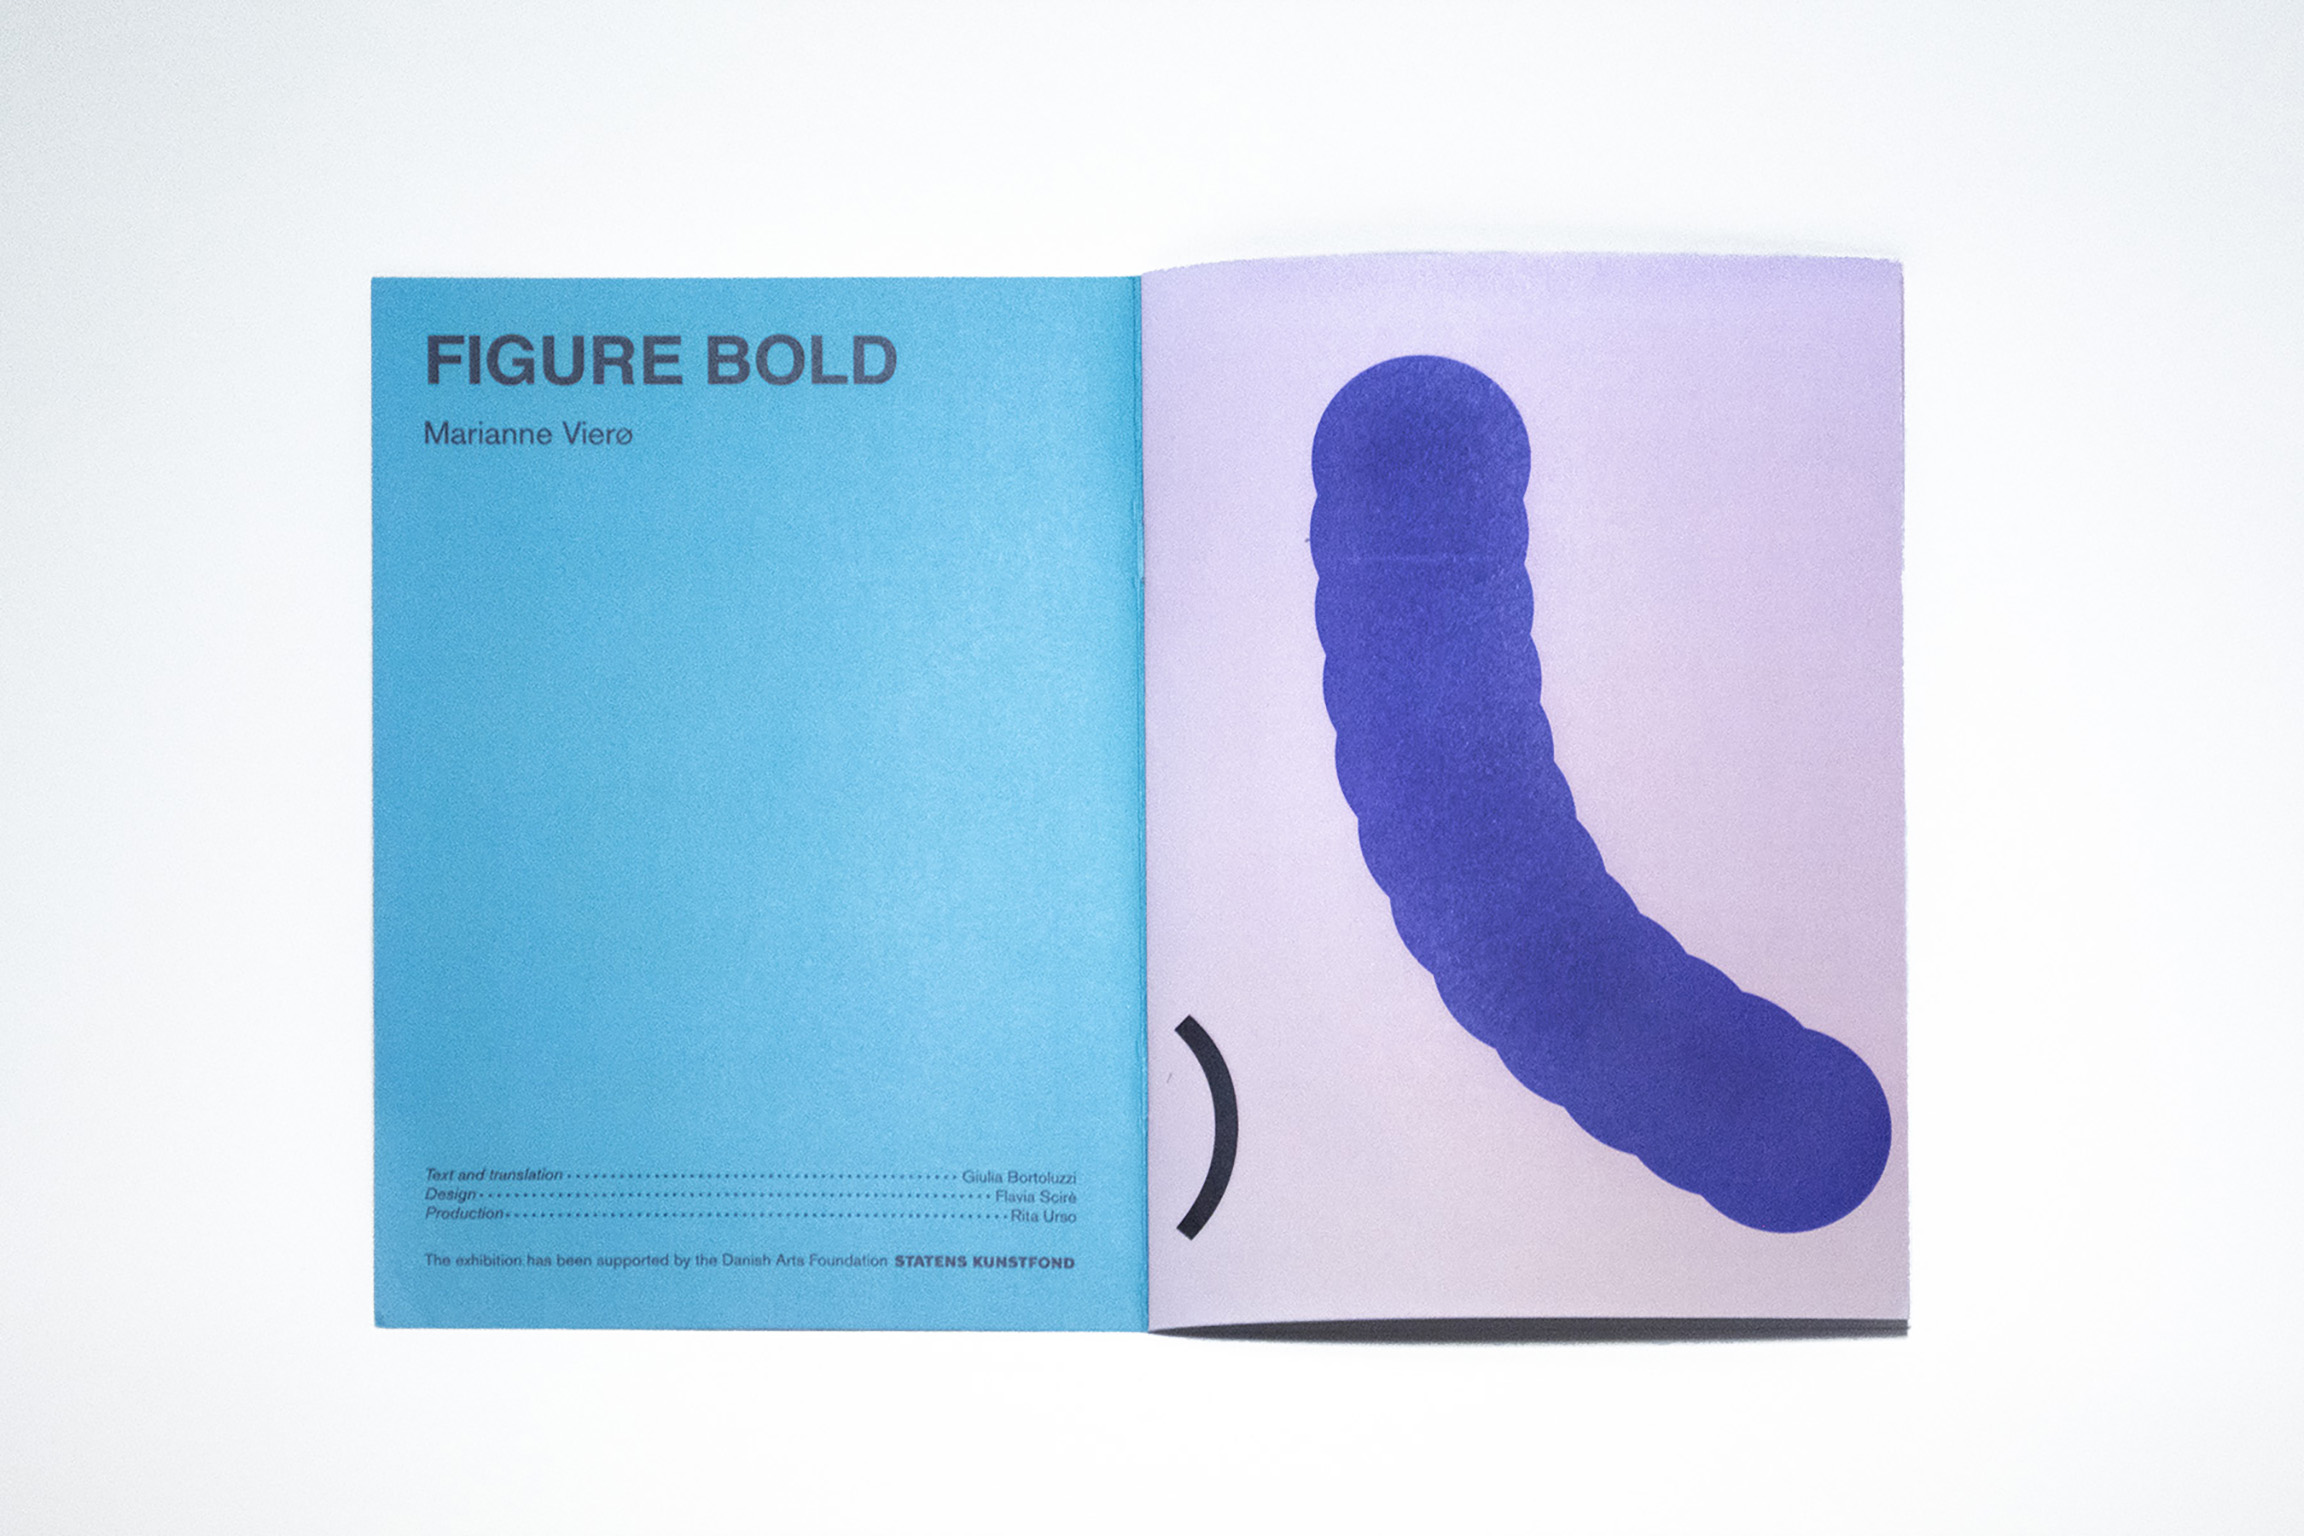 FIGURE BOLD
Marianne Vierø
Text and translation Giulia Bortoluzzi
Design Flavia Scirè
Production Rita Urso
The exhibition has been supported by the Danish Arts Foundation STATENS KUNSTFOND